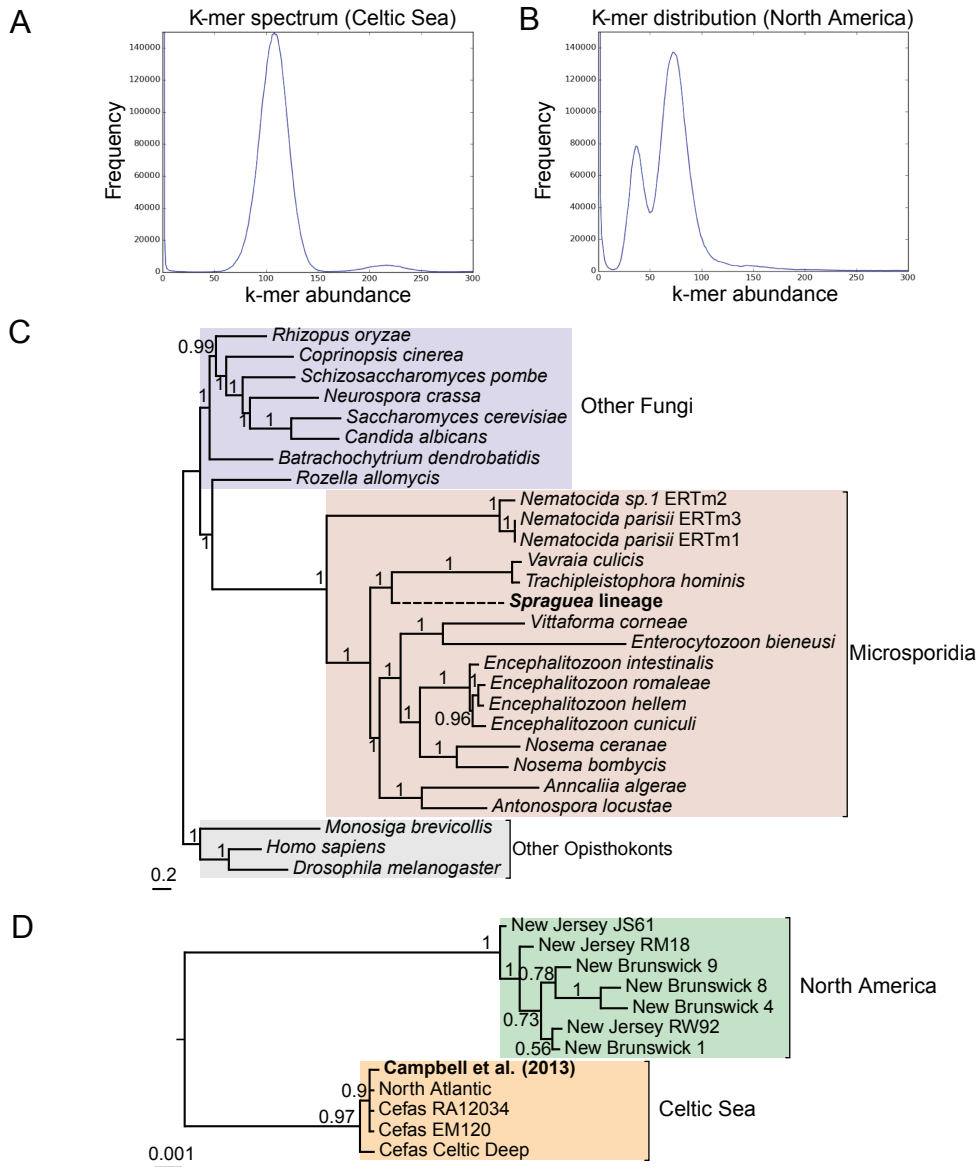 A
K-mer spectrum (Celtic Sea)
140000
120000
100000
80000
60000
40000
20000
0
0 50 100 150 200 250 300
Frequency
k-mer abundance
B
K-mer distribution (North America)
140000
120000
100000
80000
60000
40000
20000
0
0 50 100 150 200 250 300
Frequency
k-mer abundance
C
Rhizopus oryzae
0.99
Coprinopsis cinerea
1
Schizosaccharomyces pombe
1
1
Neurospora crassa
Other Fungi
1
Saccharomyces cerevisiae
1
Candida albicans
Batrachochytrium dendrobatidis
Rozella allomycis
1
Nematocida sp.1 ERTm2
1
Nematocida parisii ERTm3
1
Nematocida parisii ERTm1
Vavraia culicis
1
1
1
Trachipleistophora hominis
Spraguea lineage
Vittaforma corneae
1
Enterocytozoon bieneusi
Microsporidia
1
Encephalitozoon intestinalis
1
1
Encephalitozoon romaleae
1
Encephalitozoon hellem
0.96
1
Encephalitozoon cuniculi
Nosema ceranae
1
1
Nosema bombycis
Anncaliia algerae
1
Antonospora locustae
Monosiga brevicollis
1
Homo sapiens
1
Other Opisthokonts
Drosophila melanogaster
0.2
D
New Jersey JS61
1
New Jersey RM18
1
0.78
New Brunswick 9
New Brunswick 8
1
North America
New Brunswick 4
0.73
New Jersey RW92
0.56
New Brunswick 1
Campbell et al. (2013)
0.9
North Atlantic
Cefas RA12034
Celtic Sea
0.97
Cefas EM120
Cefas Celtic Deep
0.001